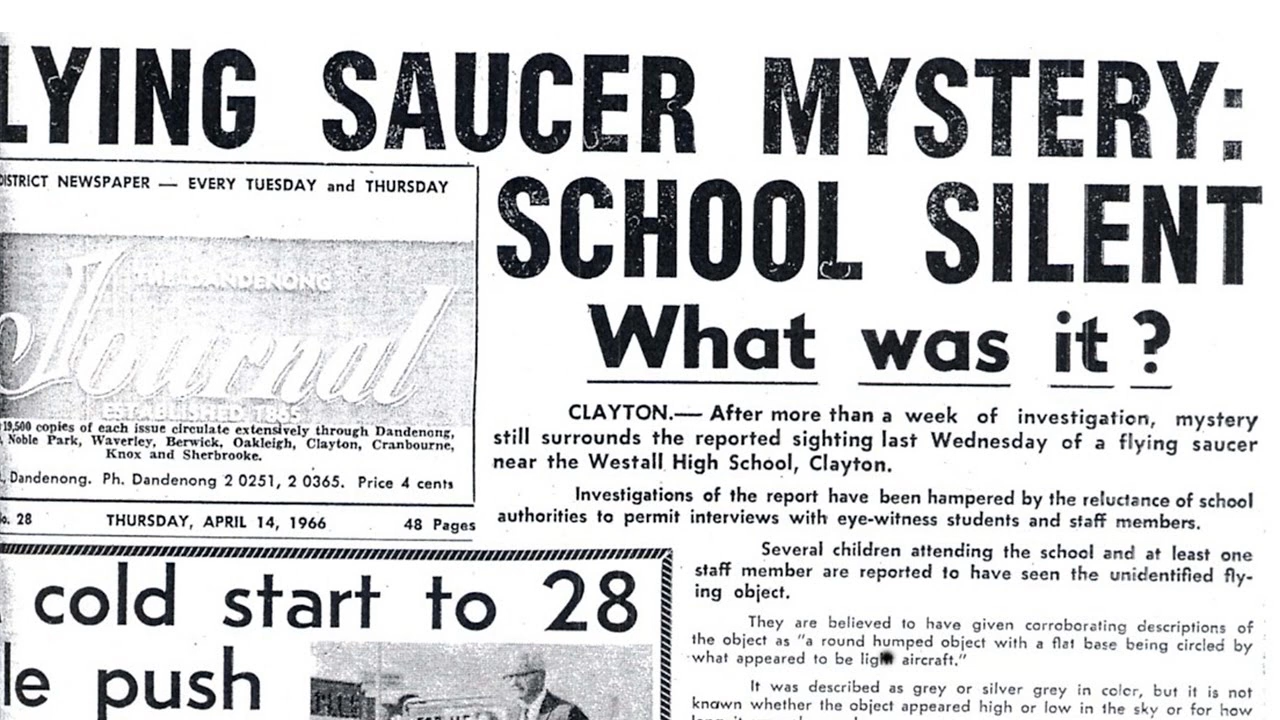 LYING SAUCER MYSTERY:
SCHOOL SILENT
What was it?
DISTRICT NEWSPAPER — EVERY TUESDAY and THURSDAY
THE DANDENONG
Journal
ESTABLISHED 1865
19,500 copies of each issue circulate extensively through Dandenong,
Noble Park, Waverley, Berwick, Oakleigh, Clayton, Cranbourne,
Knox and Sherbrooke.
Dandenong. Ph. Dandenong 2 0251, 2 0365. Price 4 cents
No. 28 THURSDAY, APRIL 14, 1966 48 Pages
CLAYTON.— After more than a week of investigation, mystery
still surrounds the reported sighting last Wednesday of a flying saucer
near the Westall High School, Clayton.
Investigations of the report have been hampered by the reluctance of school
authorities to permit interviews with eye-witness students and staff members.
Several children attending the school and at least one
staff member are reported to have seen the unidentified fly-
ing object.
They are believed to have given corroborating descriptions of
the object as "a round humped object with a flat base being circled by
what appeared to be light aircraft."
It was described as grey or silver grey in color, but it is not
known whether the object appeared high or low in the sky or for how
cold start to 28
le push